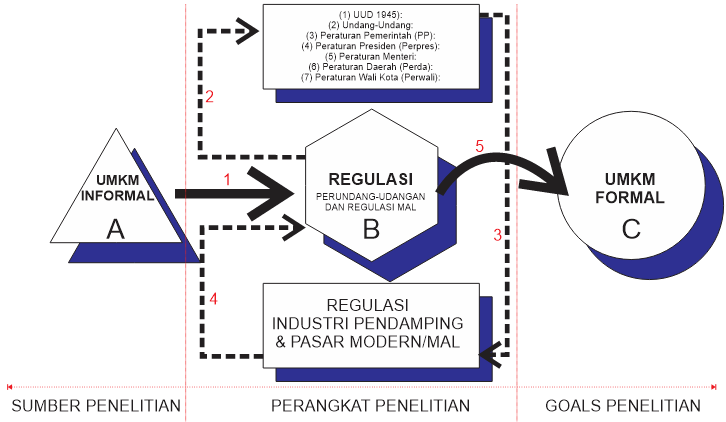 (1) UUD 1945):
(2) Undang-Undang:
(3) Peraturan Pemerintah (PP):
(4) Peraturan Presiden (Perpres):
(5) Peraturan Menteri:
(6) Peraturan Daerah (Perda):
(7) Peraturan Wali Kota (Perwali):
2
UMKM
INFORMAL
A
1
REGULASI
PERUNDANG-UDANGAN
DAN REGULASI MAL
B
5
UMKM
FORMAL
C
3
4
REGULASI
INDUSTRI PENDAMPING
& PASAR MODERN/MAL
SUMBER PENELITIAN
PERANGKAT PENELITIAN
GOALS PENELITIAN